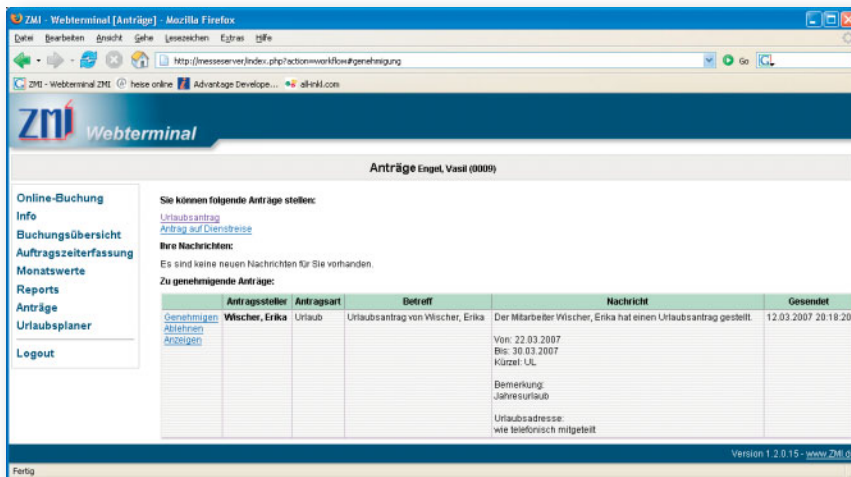 ZMI - Webterminal [Anträge] - Mozilla Firefox
Datei Bearbeiten Ansicht Gehe Lesezeichen Extras Hilfe
http://messeserver/index.php?action=workflow#genehmigung
Go
ZMI - Webterminal ZMI heise online Advantage Develope... all-inkl.com
ZMI Webterminal
Anträge Engel, Vasil (0009)
Online-Buchung
Info
Buchungsübersicht
Auftragszeiterfassung
Monatswerte
Reports
Anträge
Urlaubsplaner
Logout
Sie können folgende Anträge stellen:
Urlaubsantrag
Antrag auf Dienstreise
Ihre Nachrichten:
Es sind keine neuen Nachrichten für Sie vorhanden.
Zu genehmigende Anträge:
Antragssteller Antragsart Betreff Nachricht Gesendet
Genehmigen Wischer, Erika Urlaub Urlaubsantrag von Wischer, Erika Der Mitarbeiter Wischer, Erika hat einen Urlaubsantrag gestellt. 12.03.2007 20:18:20
Ablehnen
Anzeigen Von: 22.03.2007
Bis: 30.03.2007
Kürzel: UL
Bemerkung:
Jahresurlaub
Urlaubsadresse:
wie telefonisch mitgeteilt
Version 1.2.0.15 - www.ZMI.d
Fertig